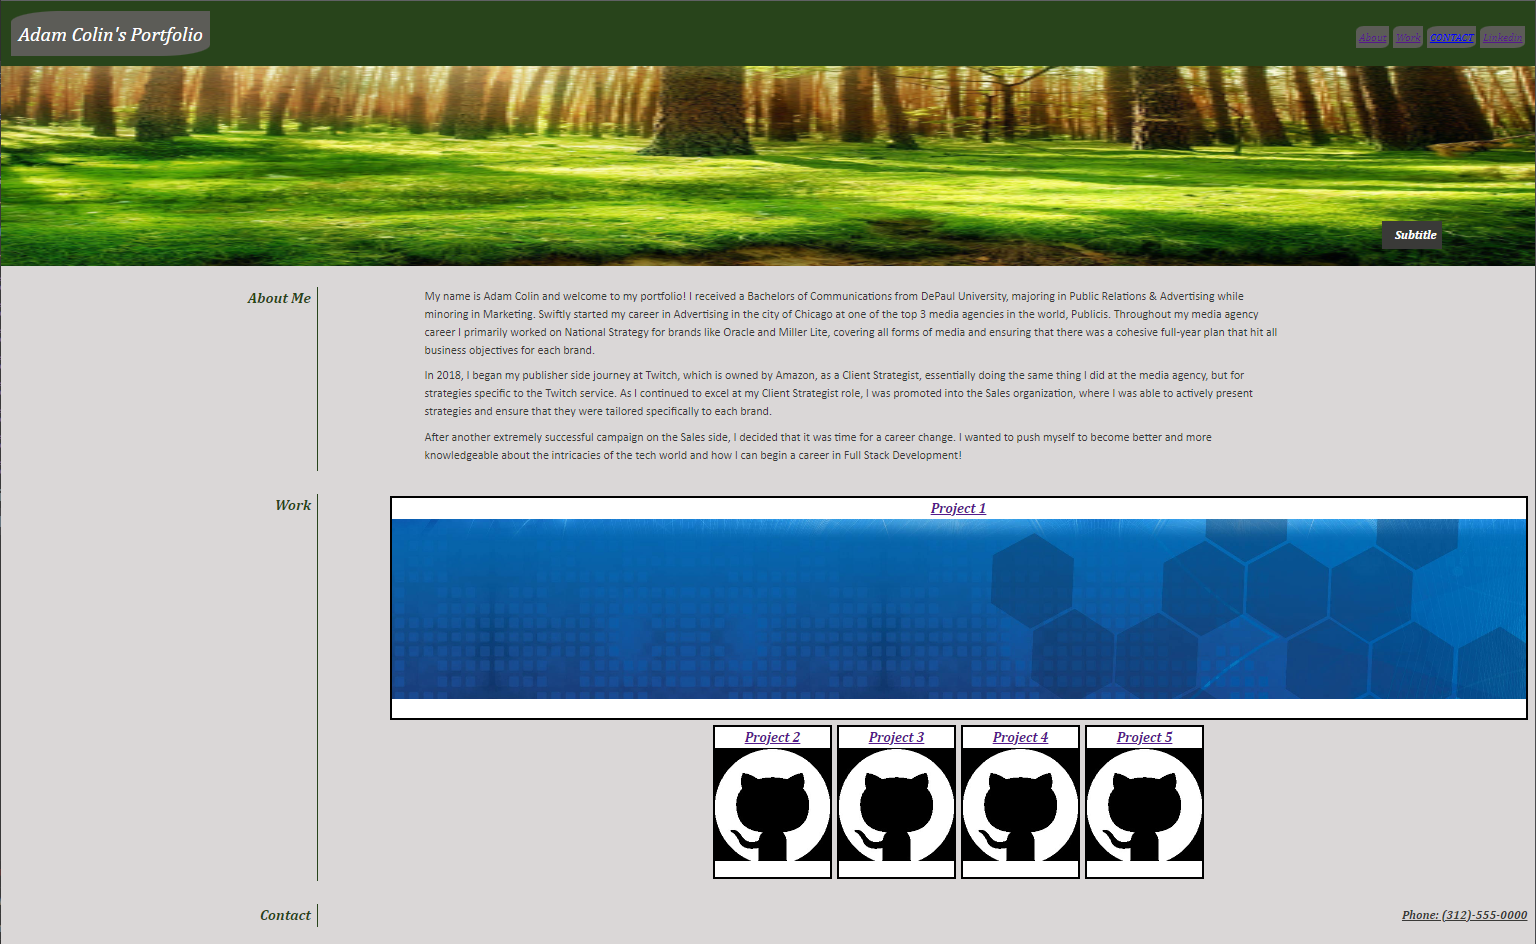 Adam Colin's Portfolio
About Work CONTACT Linkedin
Subtitle
About Me
My name is Adam Colin and welcome to my portfolio! I received a Bachelors of Communications from DePaul University, majoring in Public Relations & Advertising while
minoring in Marketing. Swiftly started my career in Advertising in the city of Chicago at one of the top 3 media agencies in the world, Publicis. Throughout my media agency
career I primarily worked on National Strategy for brands like Oracle and Miller Lite, covering all forms of media and ensuring that there was a cohesive full-year plan that hit all
business objectives for each brand.
In 2018, I began my publisher side journey at Twitch, which is owned by Amazon, as a Client Strategist, essentially doing the same thing I did at the media agency, but for
strategies specific to the Twitch service. As I continued to excel at my Client Strategist role, I was promoted into the Sales organization, where I was able to actively present
strategies and ensure that they were tailored specifically to each brand.
After another extremely successful campaign on the Sales side, I decided that it was time for a career change. I wanted to push myself to become better and more
knowledgeable about the intricacies of the tech world and how I can begin a career in Full Stack Development!
Work
Project 1
Project 2 Project 3 Project 4 Project 5
Contact
Phone: (312)-555-0000